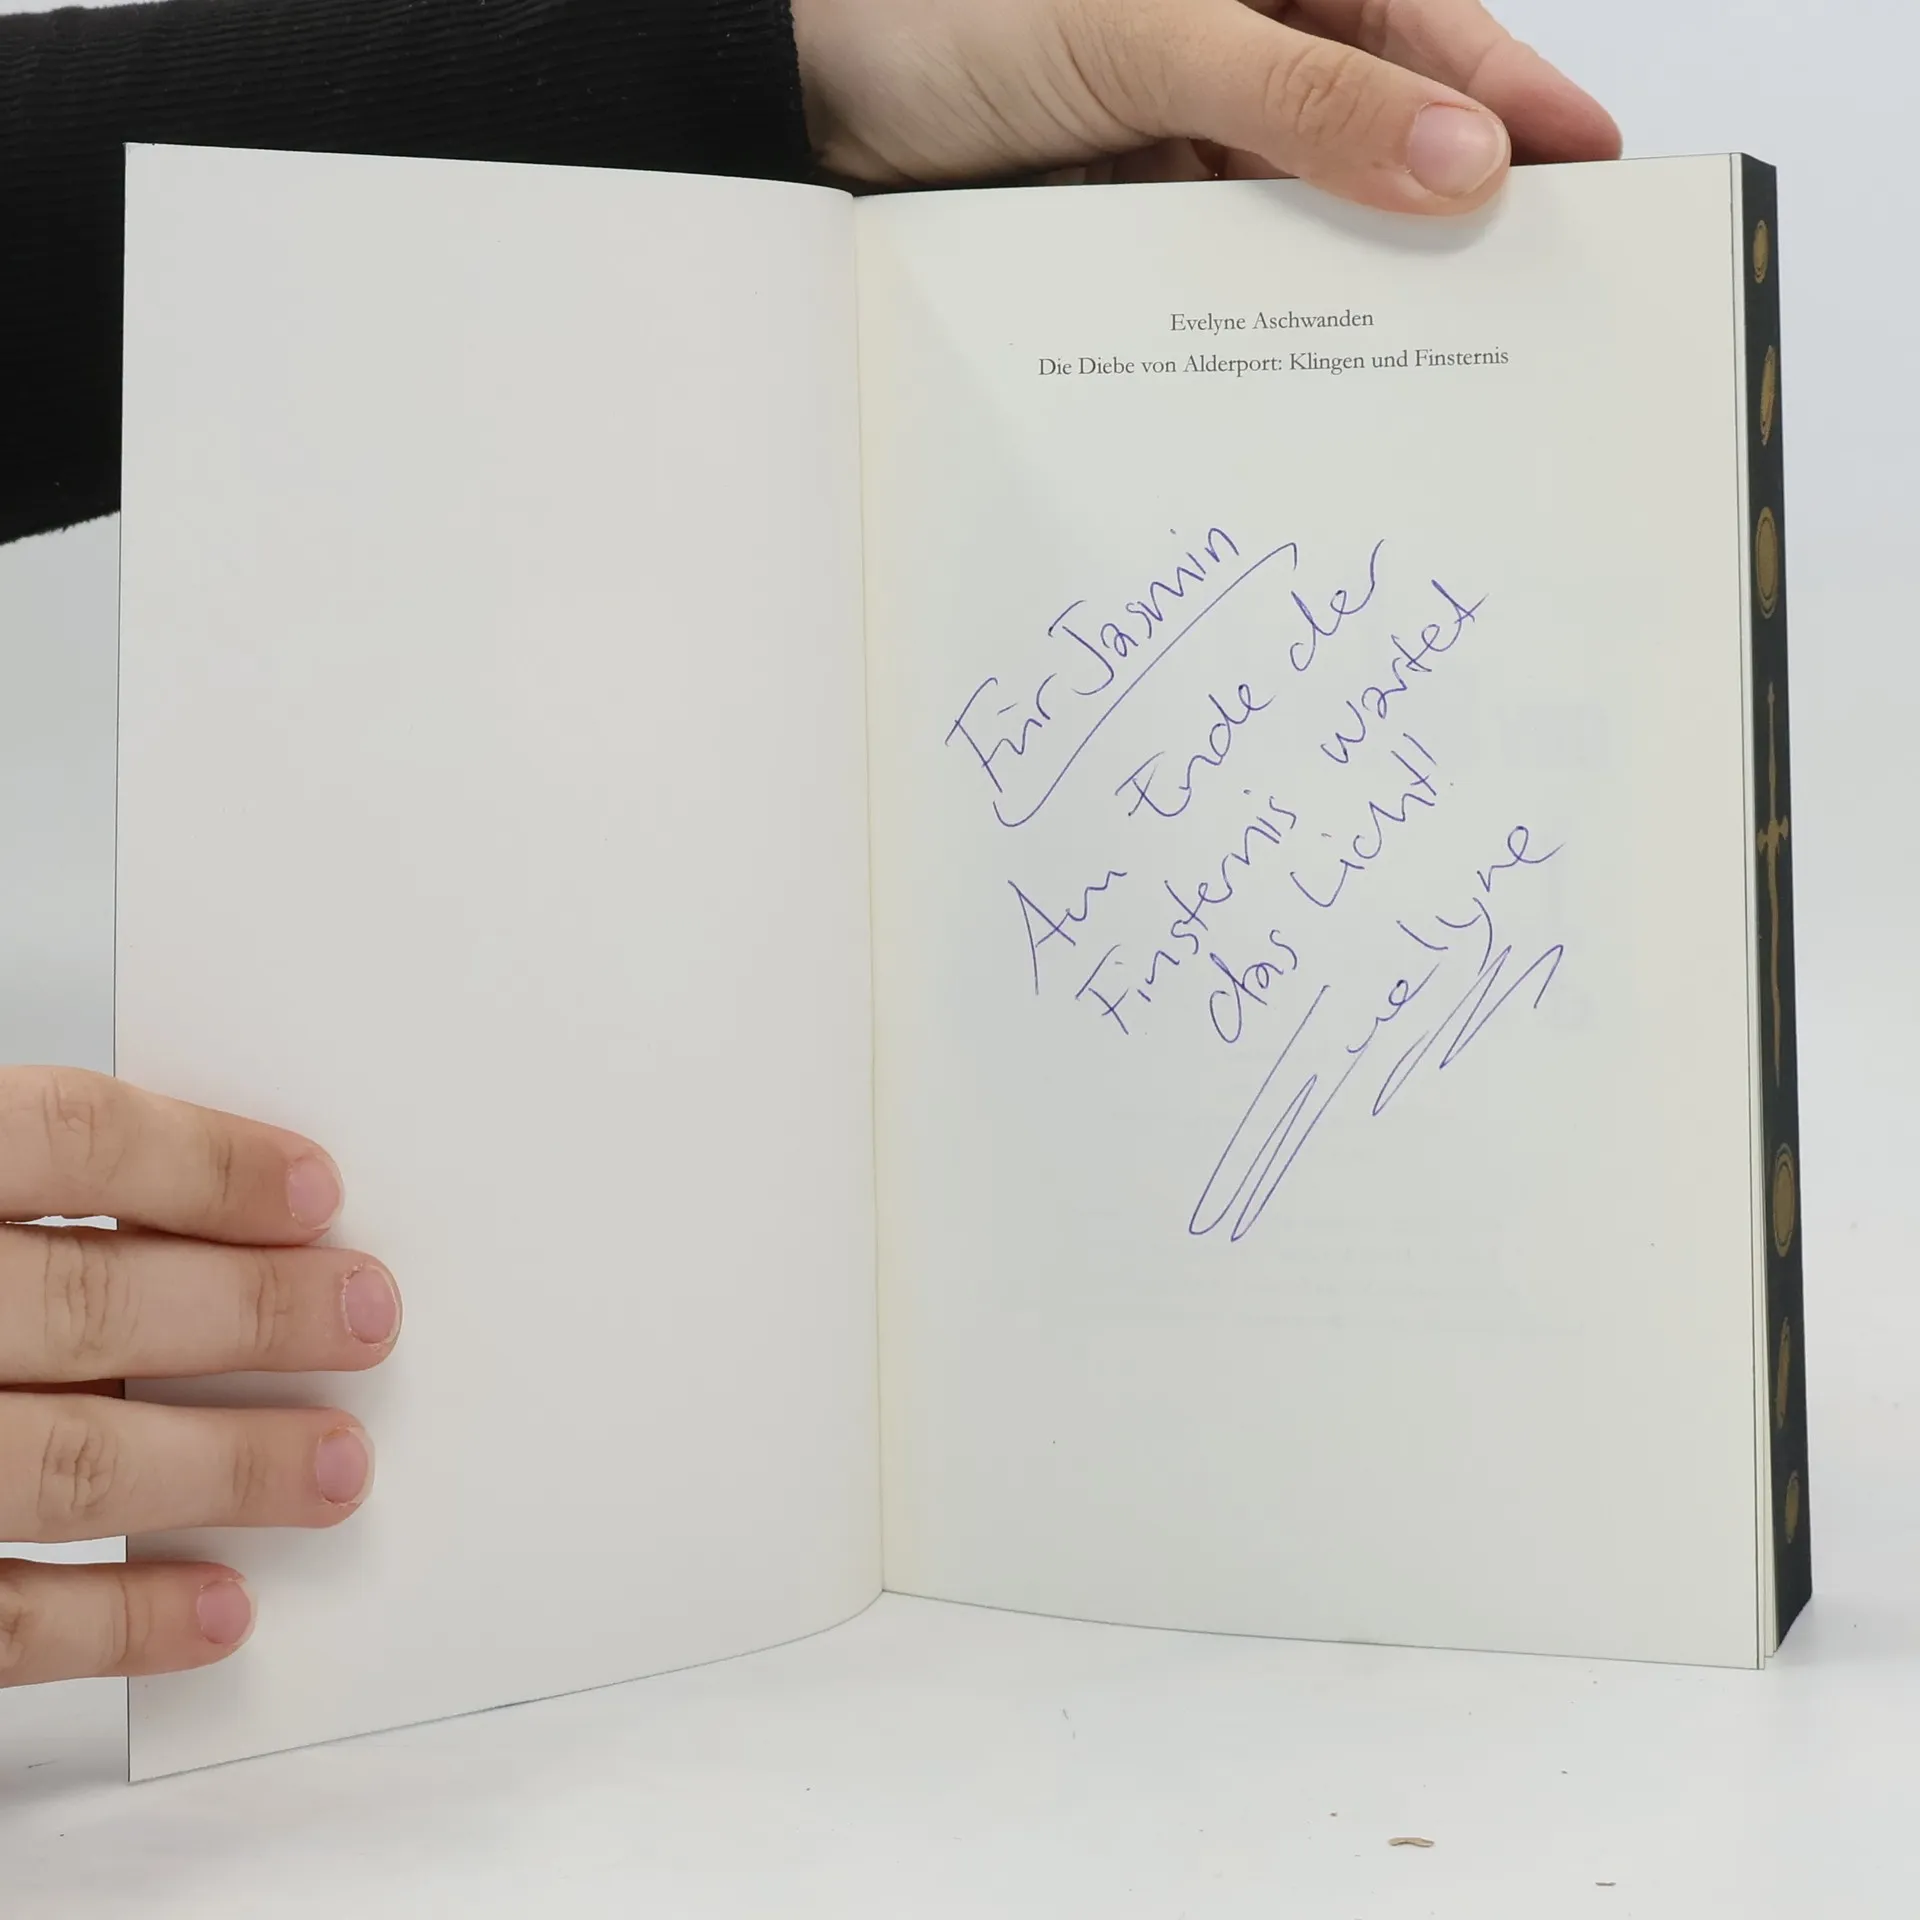 Evelyne Aschwanden
Die Diebe von Alderport: Klingen und Finsternis
Für Jasmin
Am Ende der
Finsternis wartet
das Licht!!
Evelyne